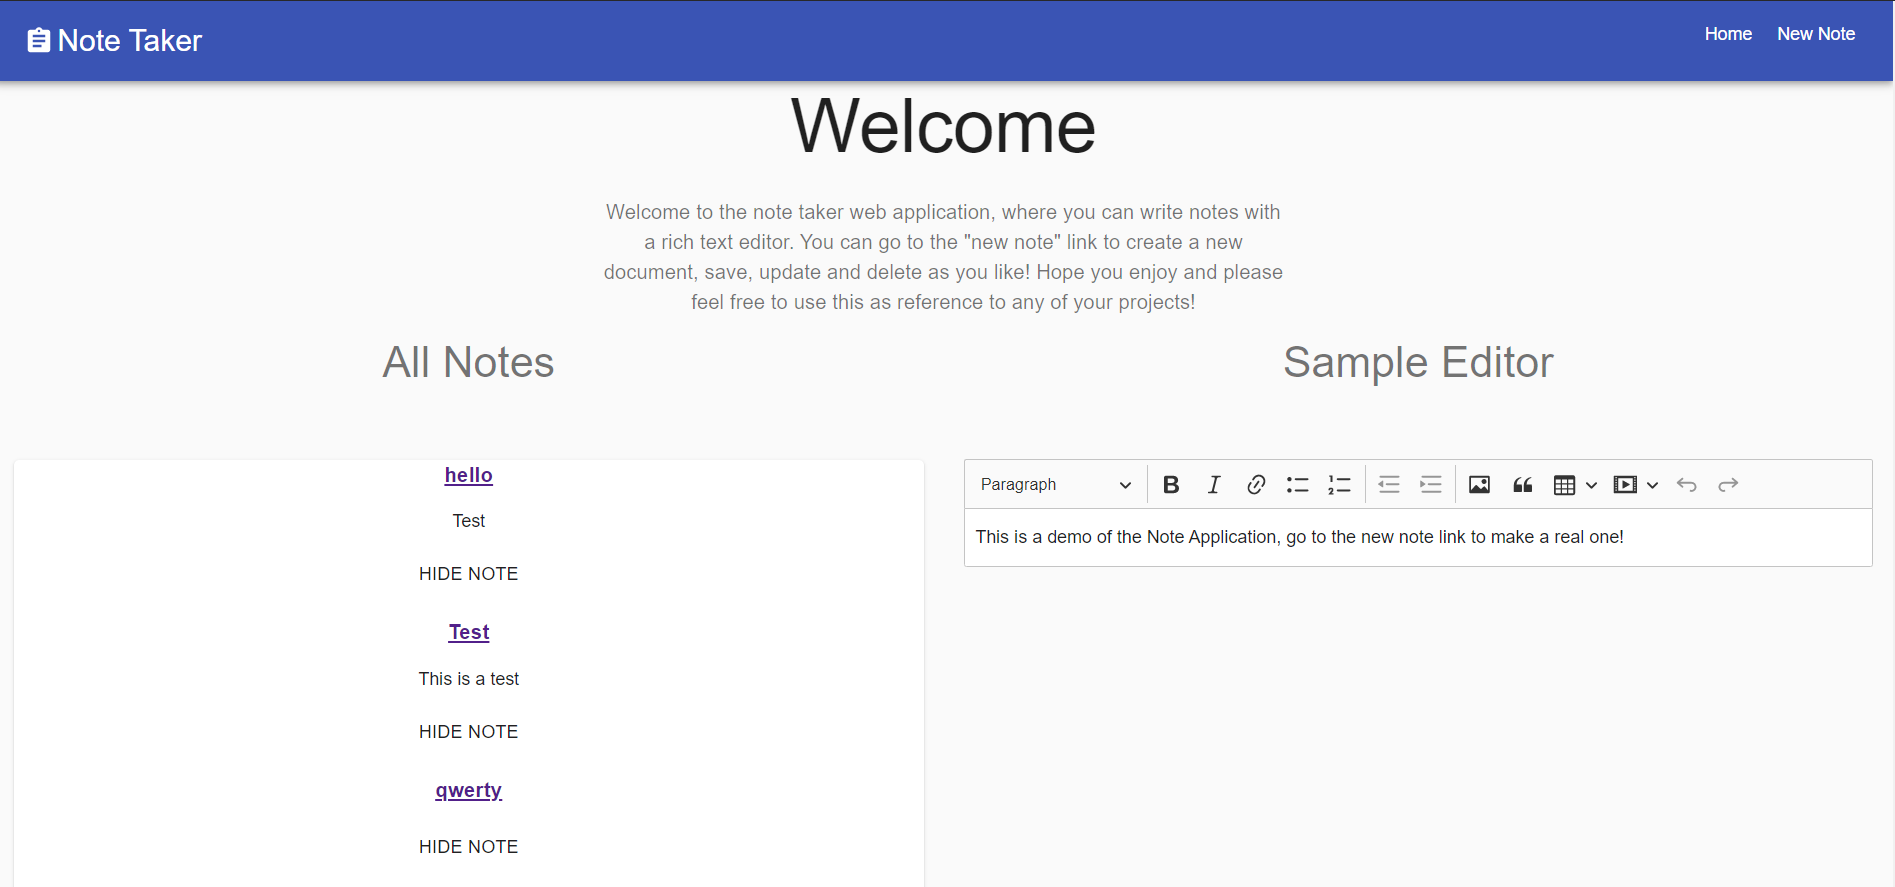 Note Taker
Home
New Note
Welcome
Welcome to the note taker web application, where you can write notes with
a rich text editor. You can go to the "new note" link to create a new
document, save, update and delete as you like! Hope you enjoy and please
feel free to use this as reference to any of your projects!
All Notes
hello
Test
HIDE NOTE
Test
This is a test
HIDE NOTE
qwerty
HIDE NOTE
Sample Editor
Paragraph
This is a demo of the Note Application, go to the new note link to make a real one!